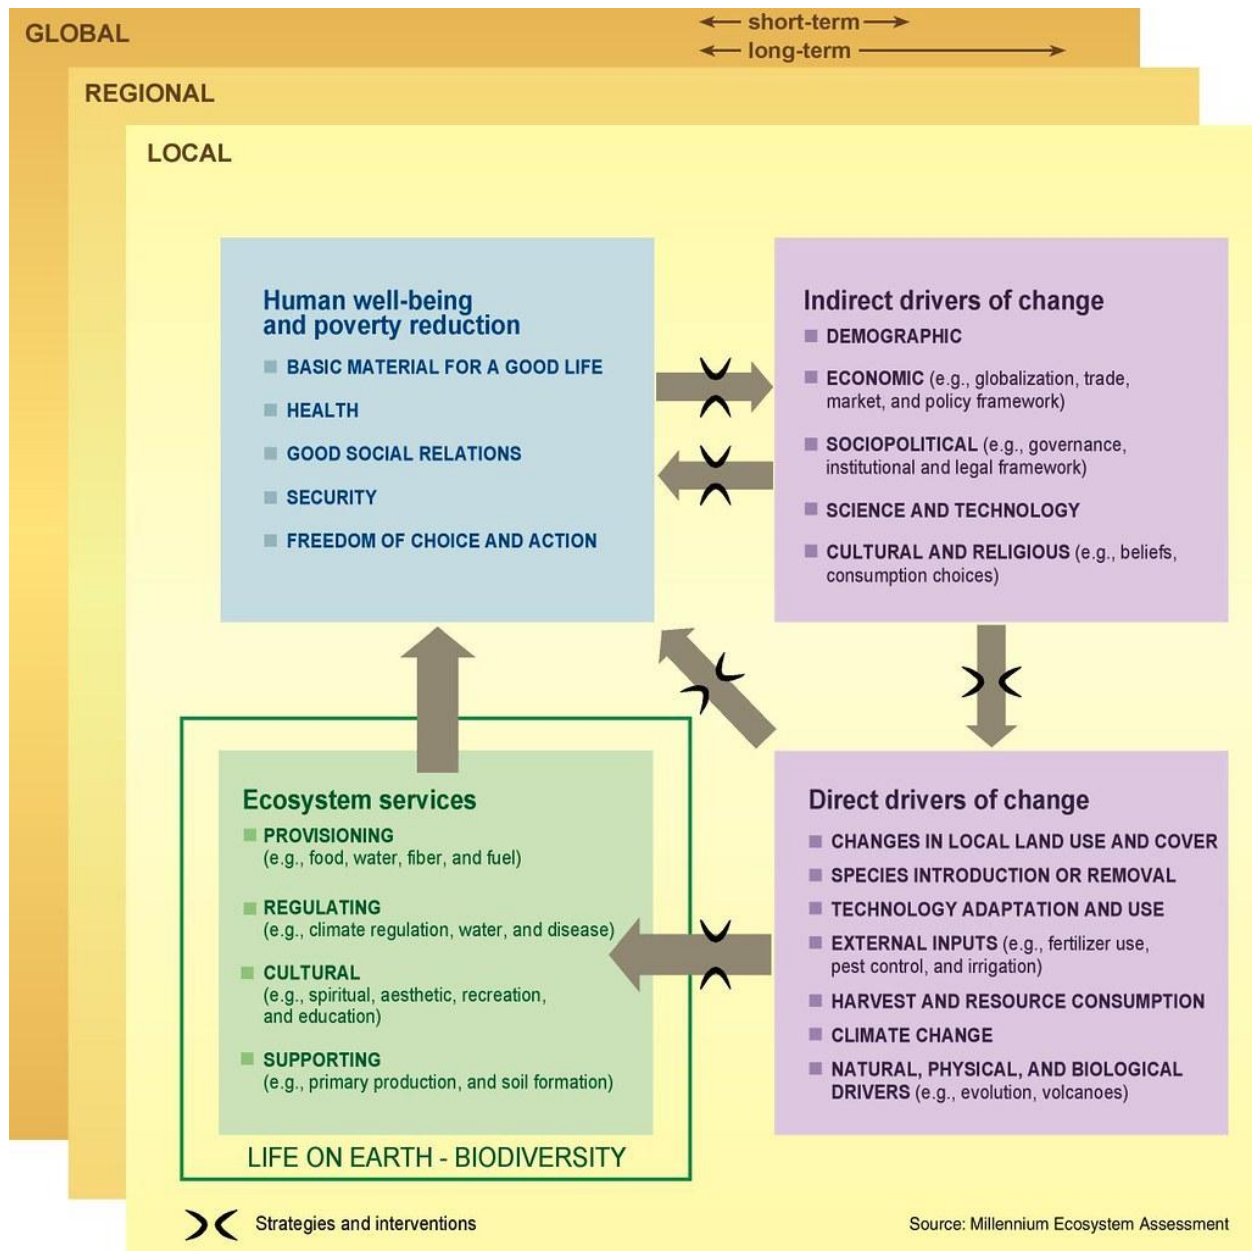 GLOBAL
short-term
long-term
REGIONAL
LOCAL
Human well-being
and poverty reduction
BASIC MATERIAL FOR A GOOD LIFE
HEALTH
GOOD SOCIAL RELATIONS
SECURITY
FREEDOM OF CHOICE AND ACTION
Indirect drivers of change
DEMOGRAPHIC
ECONOMIC (e.g., globalization, trade,
market, and policy framework)
SOCIOPOLITICAL (e.g., governance,
institutional and legal framework)
SCIENCE AND TECHNOLOGY
CULTURAL AND RELIGIOUS (e.g., beliefs,
consumption choices)
Ecosystem services
PROVISIONING
(e.g., food, water, fiber, and fuel)
REGULATING
(e.g., climate regulation, water, and disease)
CULTURAL
(e.g., spiritual, aesthetic, recreation,
and education)
SUPPORTING
(e.g., primary production, and soil formation)
LIFE ON EARTH - BIODIVERSITY
Direct drivers of change
CHANGES IN LOCAL LAND USE AND COVER
SPECIES INTRODUCTION OR REMOVAL
TECHNOLOGY ADAPTATION AND USE
EXTERNAL INPUTS (e.g., fertilizer use,
pest control, and irrigation)
HARVEST AND RESOURCE CONSUMPTION
CLIMATE CHANGE
NATURAL, PHYSICAL, AND BIOLOGICAL
DRIVERS (e.g., evolution, volcanoes)
Strategies and interventions
Source: Millennium Ecosystem Assessment